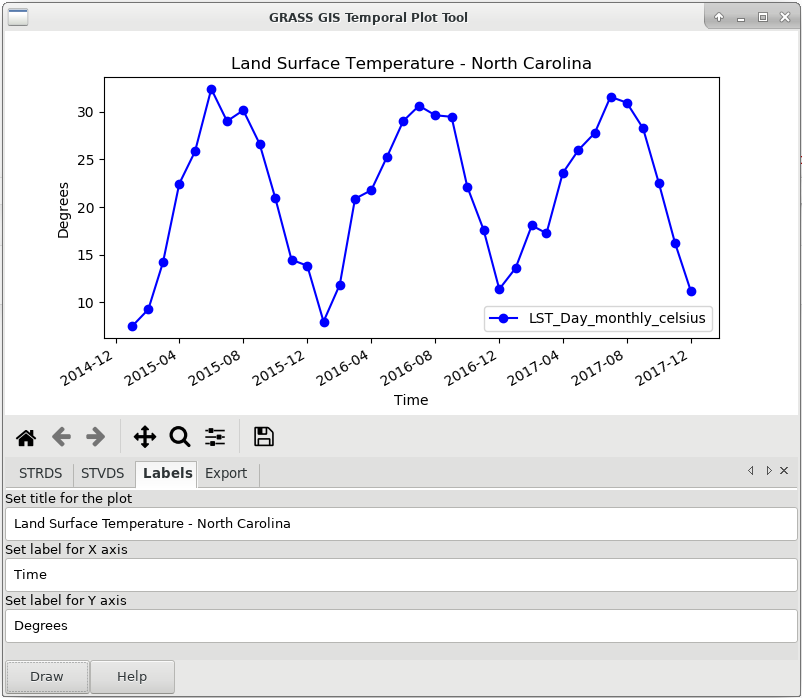 GRASS GIS Temporal Plot Tool
Land Surface Temperature - North Carolina
30
25
20
15
10
Degrees
LST_Day_monthly_celsius
2014-12 2015-04 2015-08 2015-12 2016-04 2016-08 2016-12 2017-04 2017-08 2017-12
Time
STRDS STVDS Labels Export
Set title for the plot
Land Surface Temperature - North Carolina
Set label for X axis
Time
Set label for Y axis
Degrees
Draw Help